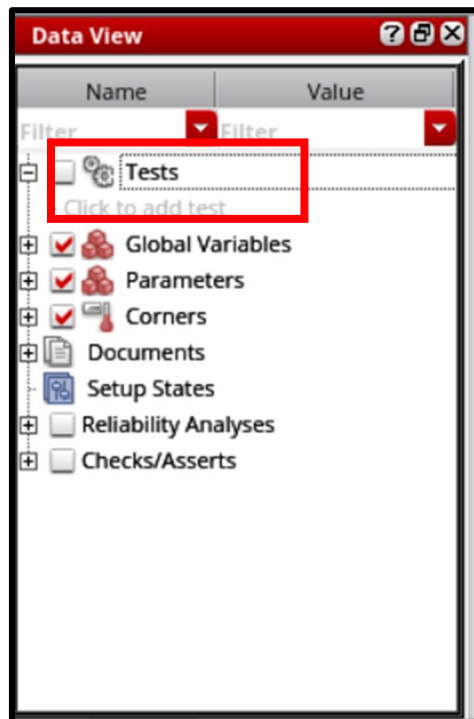 Data View
Name Value
Filter Filter
Tests
Click to add test
Global Variables
Parameters
Corners
Documents
Setup States
Reliability Analyses
Checks/Asserts